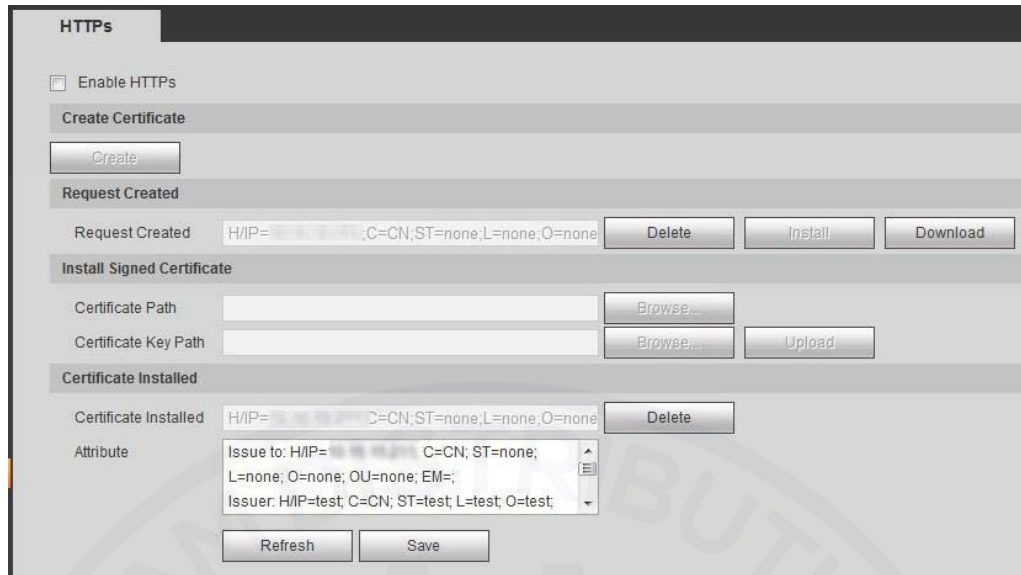 HTTPs
Enable HTTPs
Create Certificate
Create
Request Created
Request Created H/IP= ;C=CN;ST=none;L=none,O=none Delete Install Download
Install Signed Certificate
Certificate Path Browse...
Certificate Key Path Browse... Upload
Certificate Installed
Certificate Installed H/IP= C=CN;ST=none;L=none;O=none Delete
Attribute Issue to: H/IP= C=CN; ST=none;
L=none; O=none; OU=none; EM=;
Issuer: H/IP=test; C=CN; ST=test; L=test; O=test;
Refresh Save